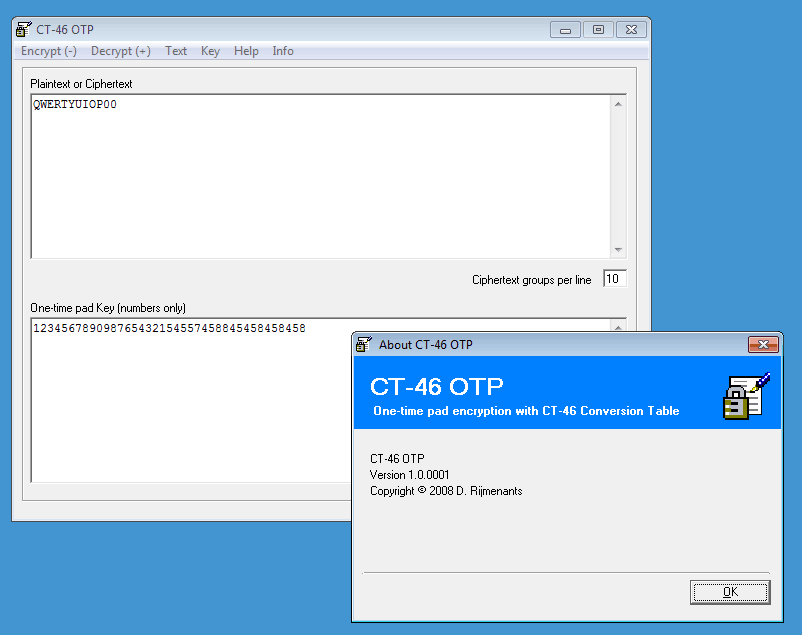 CT-46 OTP
Encrypt (-) Decrypt (+) Text Key Help Info
Plaintext or Ciphertext
QWERTYUIOP00
Ciphertext groups per line 10
One-time pad Key (numbers only)
1234567890987654321545574588454584584​58
About CT-46 OTP
CT-46 OTP
One-time pad encryption with CT-46 Conversion Table
CT-46 OTP
Version 1.0.0001
Copyright © 2008 D. Rijmenants
OK